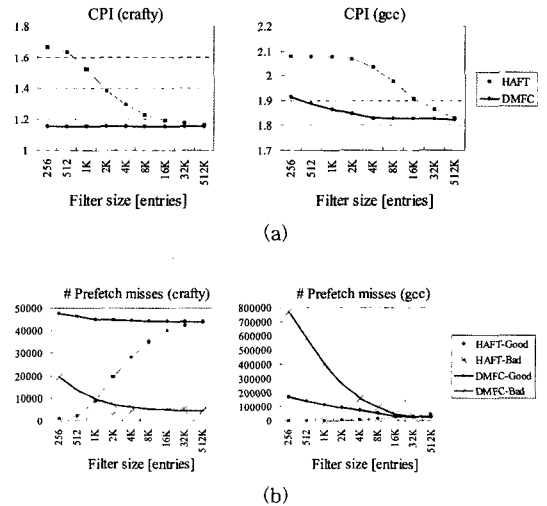 CPI (crafty)
1.8
1.6
1.4
1.2
1
256
512
1K
2K
4K
8K
16K
32K
512K
Filter size [entries]
CPI (gcc)
2.2
2.1
2
1.9
1.8
1.7
256
512
1K
2K
4K
8K
16K
32K
512K
Filter size [entries]
HAFT
DMFC
(a)
# Prefetch misses (crafty)
50000
40000
30000
20000
10000
0
256
512
1K
2K
4K
8K
16K
32K
512K
Filter size [entries]
# Prefetch misses (gcc)
800000
700000
600000
500000
400000
300000
200000
100000
0
256
512
1K
2K
4K
8K
16K
32K
512K
Filter size [entries]
HAFT-Good
HAFT-Bad
DMFC-Good
DMFC-Bad
(b)